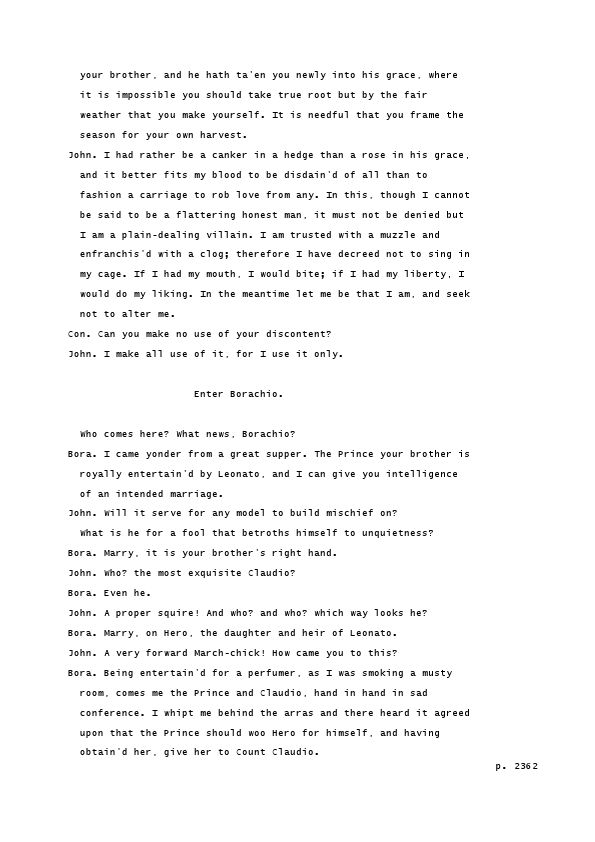 your brother, and he hath ta'en you newly into his grace, where
it is impossible you should take true root but by the fair
weather that you make yourself. It is needful that you frame the
season for your own harvest.
John. I had rather be a canker in a hedge than a rose in his grace,
and it better fits my blood to be disdain'd of all than to
fashion a carriage to rob love from any. In this, though I cannot
be said to be a flattering honest man, it must not be denied but
I am a plain-dealing villain. I am trusted with a muzzle and
enfranchis'd with a clog; therefore I have decreed not to sing in
my cage. If I had my mouth, I would bite; if I had my liberty, I
would do my liking. In the meantime let me be that I am, and seek
not to alter me.
Con. Can you make no use of your discontent?
John. I make all use of it, for I use it only.
Enter Borachio.
Who comes here? What news, Borachio?
Bora. I came yonder from a great supper. The Prince your brother is
royally entertain'd by Leonato, and I can give you intelligence
of an intended marriage.
John. Will it serve for any model to build mischief on?
What is he for a fool that betroths himself to unquietness?
Bora. Marry, it is your brother's right hand.
John. Who? the most exquisite Claudio?
Bora. Even he.
John. A proper squire! And who? and who? which way looks he?
Bora. Marry, on Hero, the daughter and heir of Leonato.
John. A very forward March-chick! How came you to this?
Bora. Being entertain'd for a perfumer, as I was smoking a musty
room, comes me the Prince and Claudio, hand in hand in sad
conference. I whipt me behind the arras and there heard it agreed
upon that the Prince should woo Hero for himself, and having
obtain'd her, give her to Count Claudio.
p. 2362